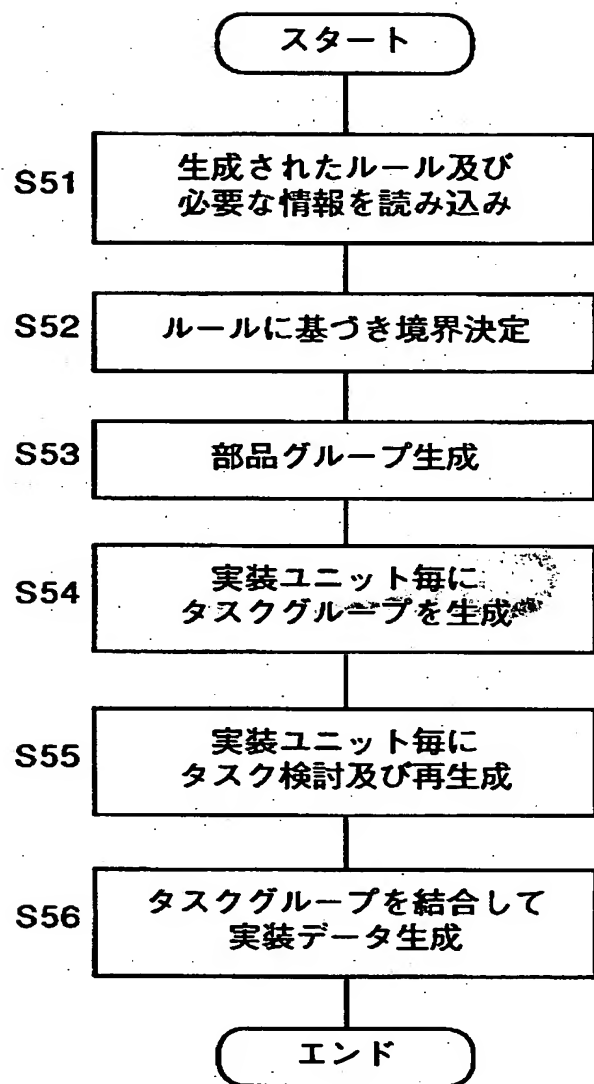 スタート
S51
生成されたルール及び
必要な情報を読み込み
S52
ルールに基づき境界決定
S53
部品グループ生成
S54
実装ユニット毎に
タスクグループを生成
S55
実装ユニット毎に
タスク検討及び再生成
S56
タスクグループを結合して
実装データ生成
エンド